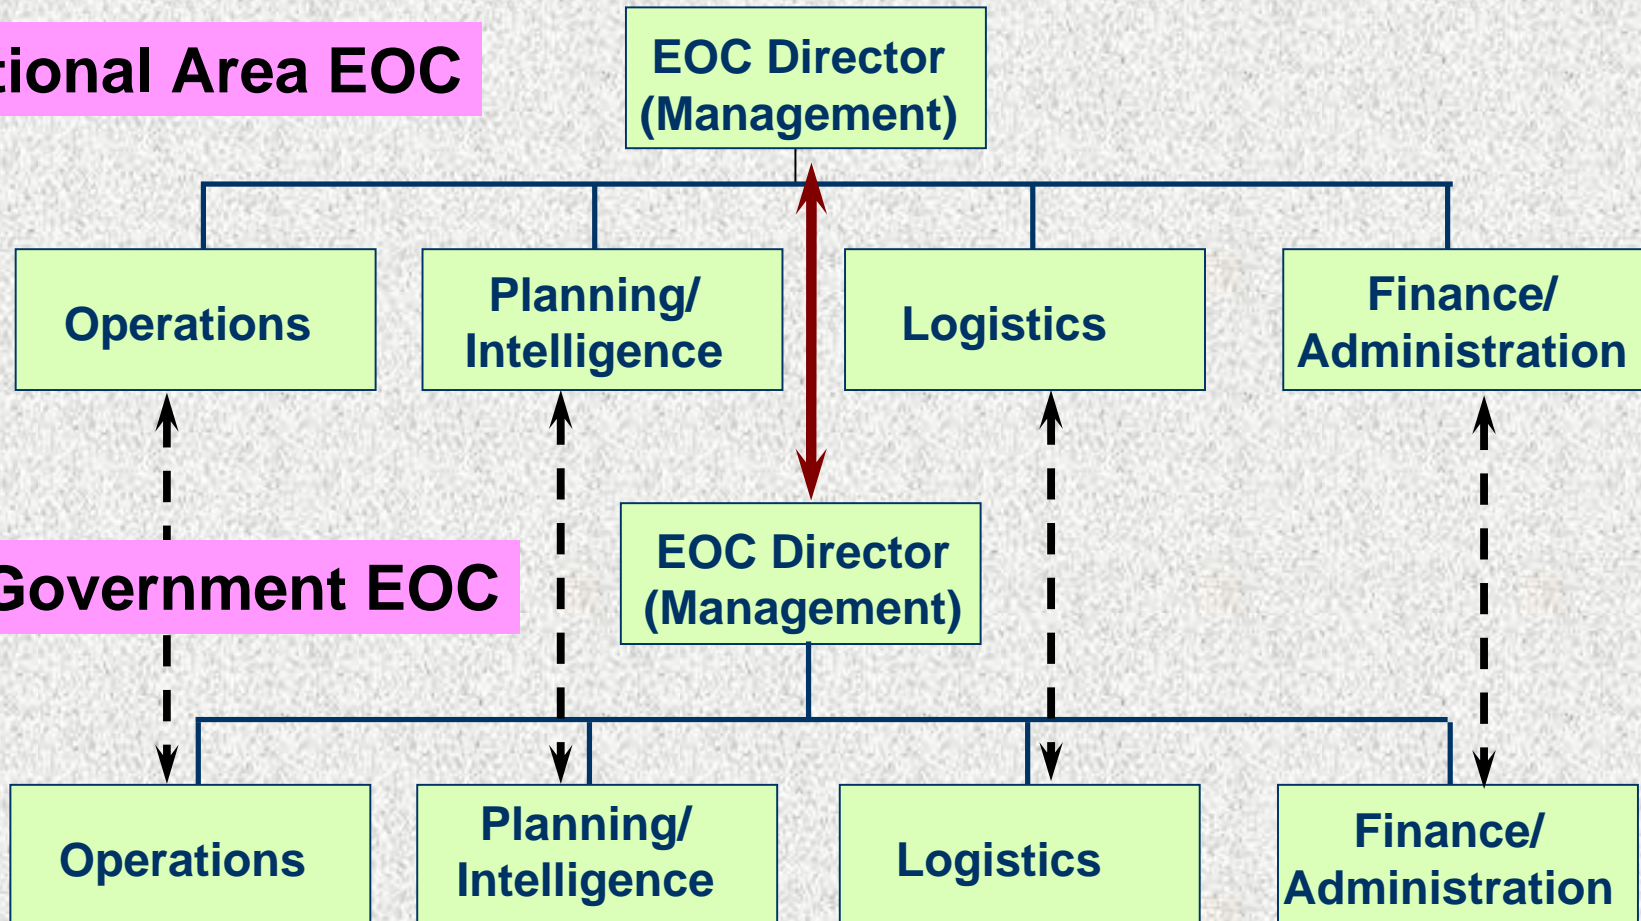 tional Area EOC
EOC Director
(Management)
Operations
Planning/
Intelligence
Logistics
Finance/
Administration
Government EOC
EOC Director
(Management)
Operations
Planning/
Intelligence
Logistics
Finance/
Administration